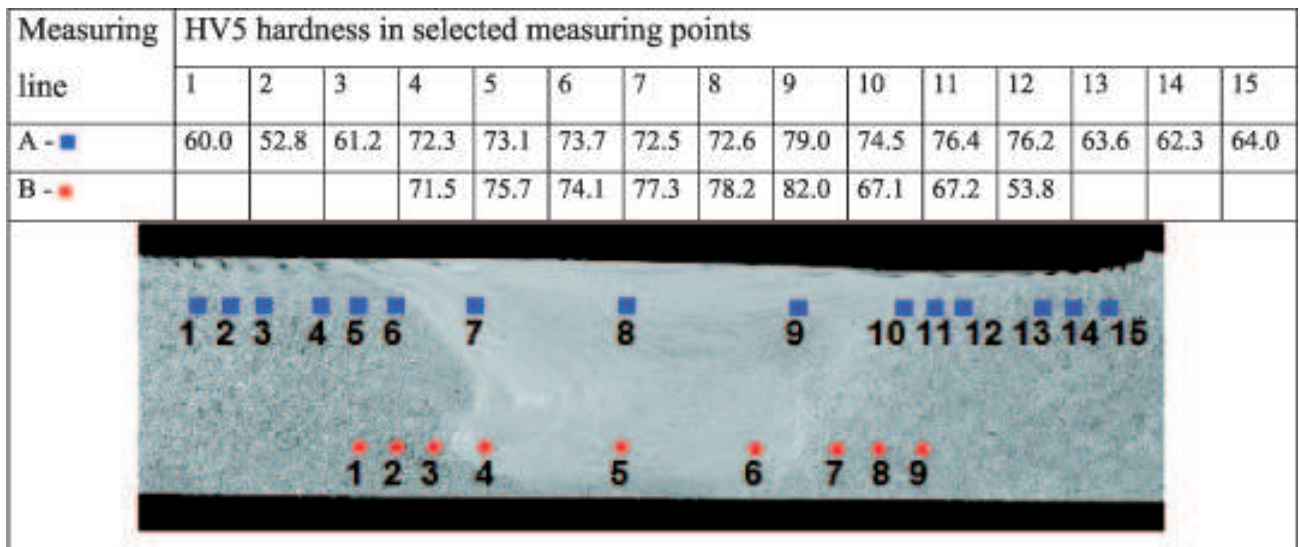 Measuring line HV5 hardness in selected measuring points
1 2 3 4 5 6 7 8 9 10 11 12 13 14 15
A - 60.0 52.8 61.2 72.3 73.1 73.7 72.5 72.6 79.0 74.5 76.4 76.2 63.6 62.3 64.0
B - 71.5 75.7 74.1 77.3 78.2 82.0 67.1 67.2 53.8
1 2 3 4 5 6 7 8 9 10 11 12 13 14 15
1 2 3 4 5 6 7 8 9